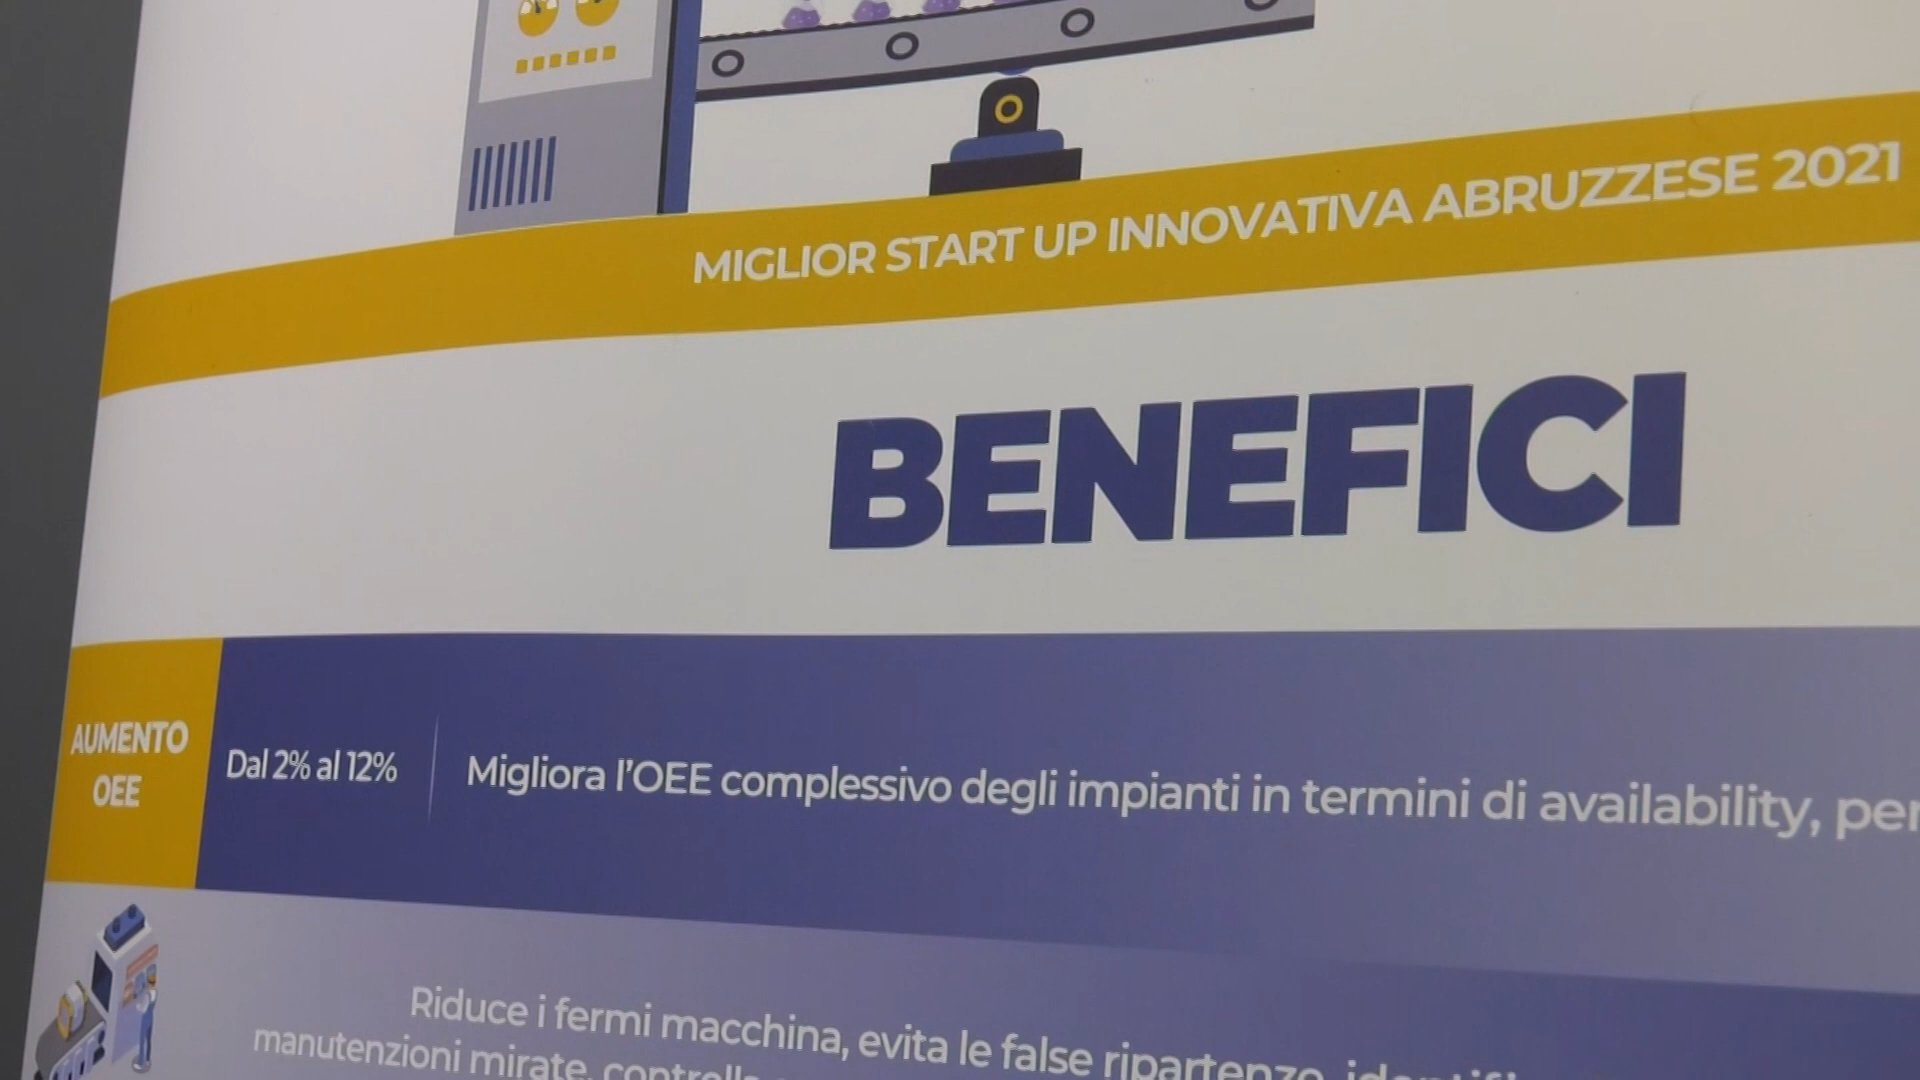 MIGLIOR START UP INNOVATIVA ABRUZZESE 2021
BENEFICI
AUMENTO
OEE
Dal 2% al 12%
Migliora l'OEE complessivo degli impianti in termini di availability,
Riduce i fermi macchina, evita le false ripartenze,
manutenzioni mirate,